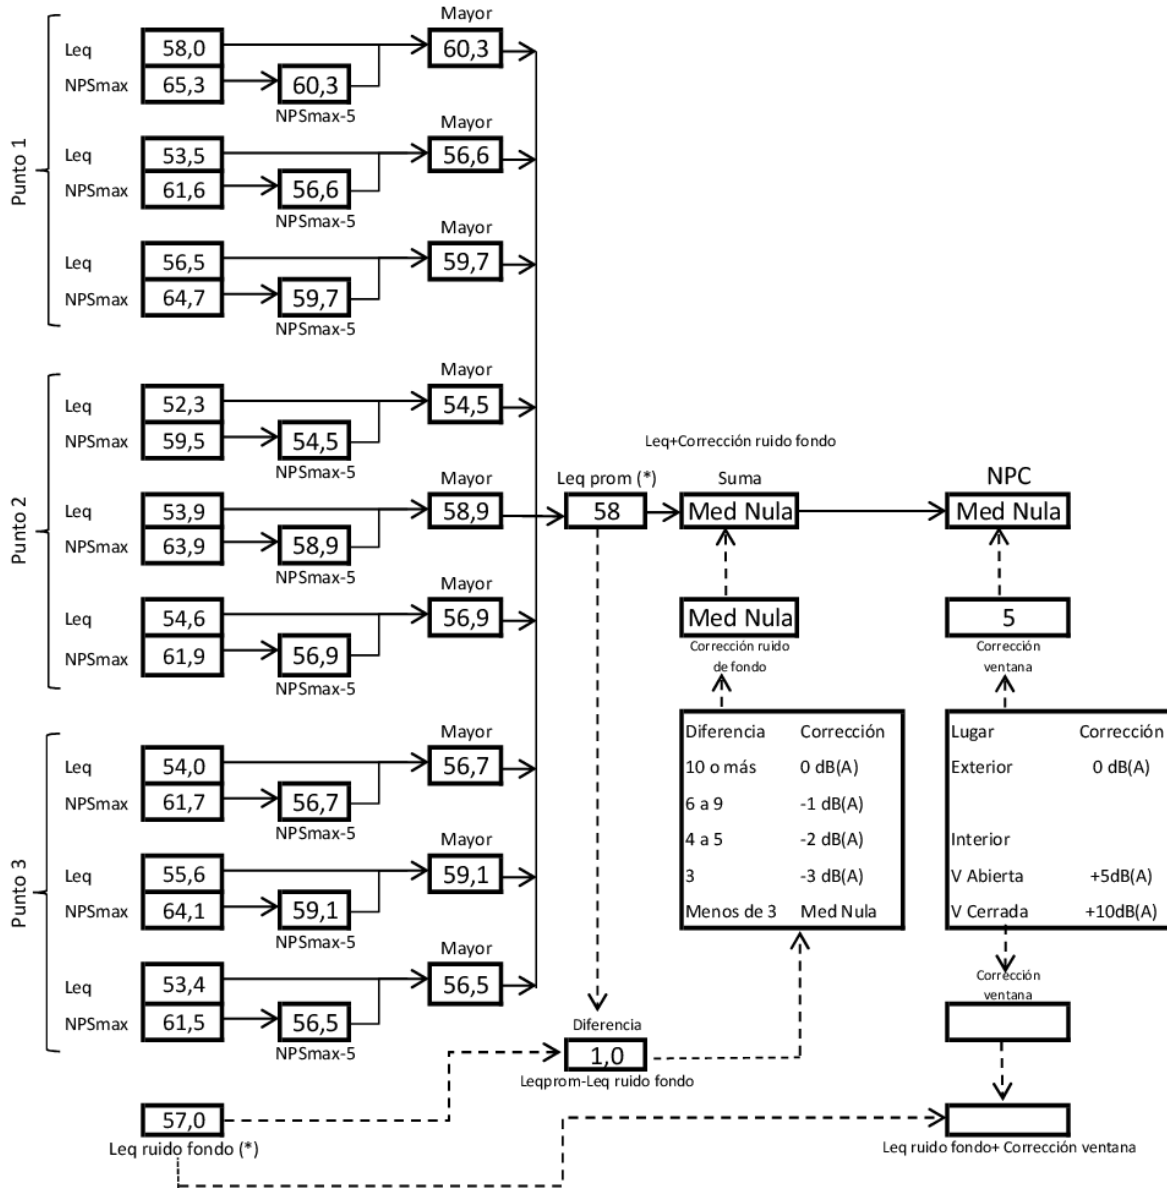 Punto 1
Mayor
Leq 58,0 60,3
NPSmax 65,3 60,3
NPSmax-5
Mayor
Leq 53,5 56,6
NPSmax 61,6 56,6
NPSmax-5
Mayor
Leq 56,5 59,7
NPSmax 64,7 59,7
NPSmax-5
Punto 2
Mayor
Leq 52,3 54,5
NPSmax 59,5 54,5
NPSmax-5
Mayor
Leq 53,9 58,9
NPSmax 63,9 58,9
NPSmax-5
Mayor
Leq 54,6 56,9
NPSmax 61,9 56,9
NPSmax-5
Punto 3
Mayor
Leq 54,0 56,7
NPSmax 61,7 56,7
NPSmax-5
Mayor
Leq 55,6 59,1
NPSmax 64,1 59,1
NPSmax-5
Mayor
Leq 53,4 56,5
NPSmax 61,5 56,5
NPSmax-5
57,0
Leq ruido fondo (*)
Leq prom (*)
58
Leq+Corrección ruido fondo
Suma
Med Nula
Med Nula
Corrección ruido
de fondo
Diferencia Corrección
10 o más 0 dB(A)
6 a 9 -1 dB(A)
4 a 5 -2 dB(A)
3 -3 dB(A)
Menos de 3 Med Nula
Diferencia
1,0
Leqprom-Leq ruido fondo
NPC
Med Nula
5
Corrección
ventana
Lugar Corrección
Exterior 0 dB(A)
Interior
V Abierta +5dB(A)
V Cerrada +10dB(A)
Corrección
ventana
Leq ruido fondo+ Corrección ventana